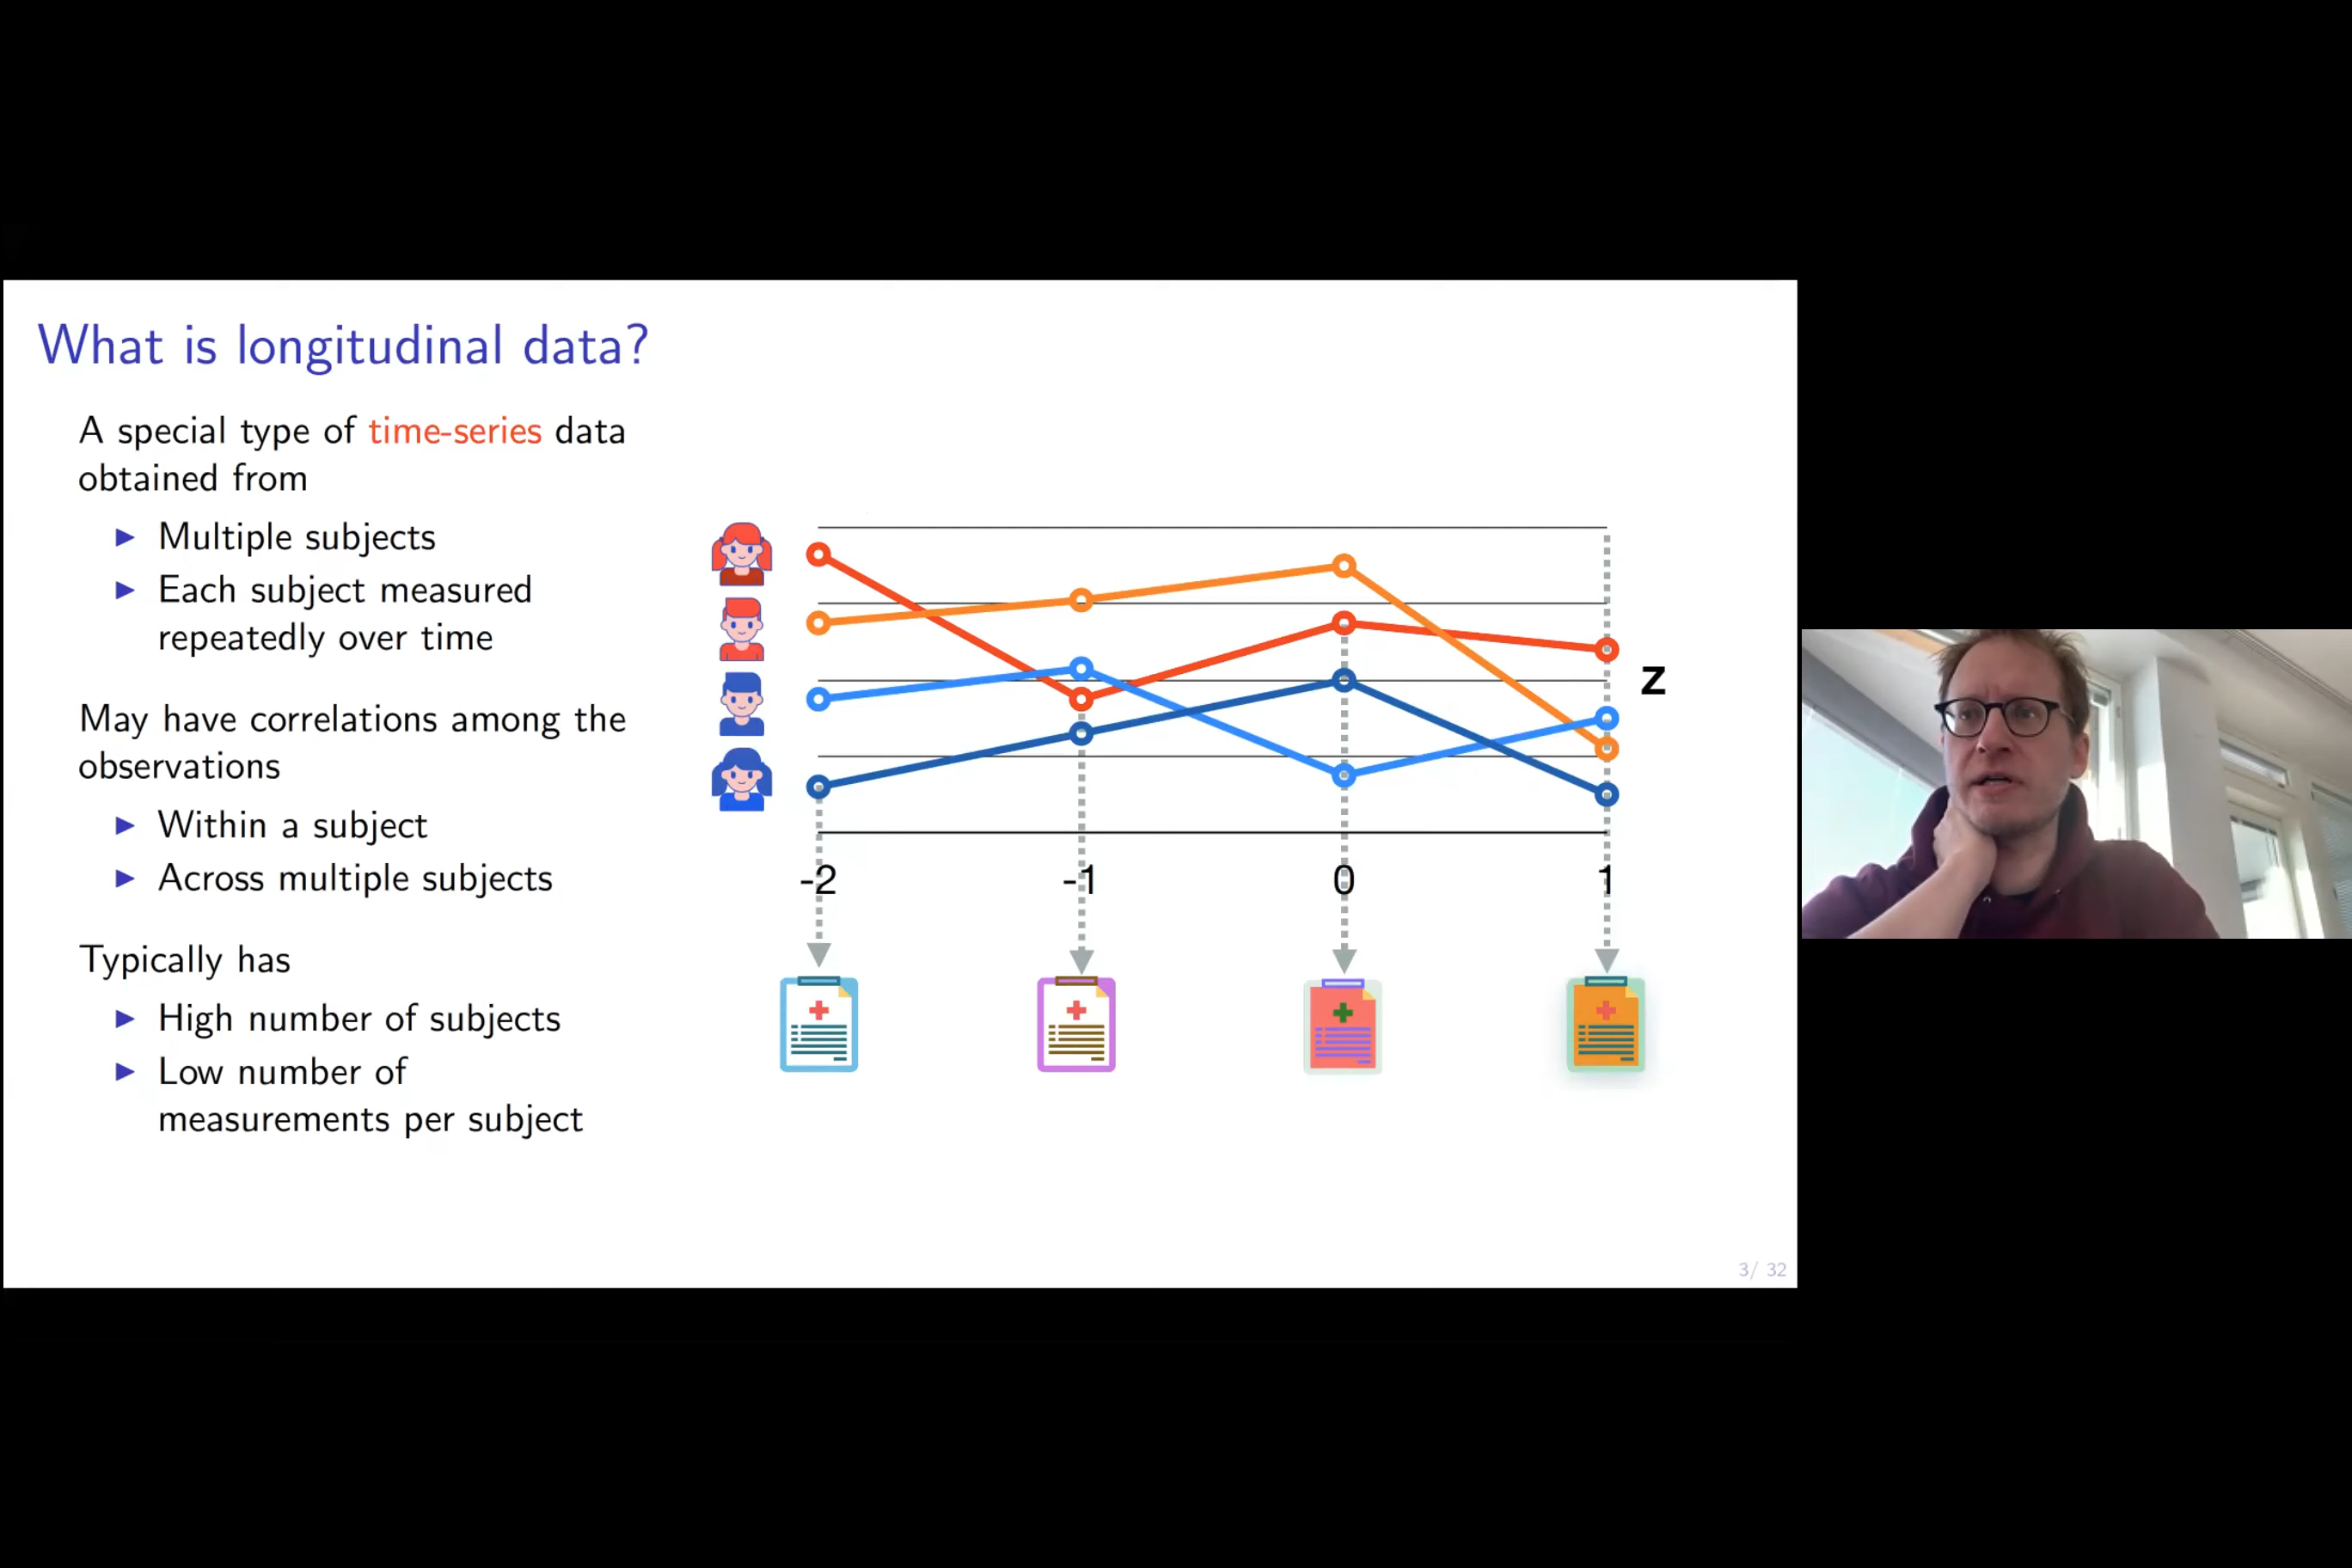 What is longitudinal data?
A special type of time-series data
obtained from
▶ Multiple subjects
▶ Each subject measured
repeatedly over time
May have correlations among the
observations
▶ Within a subject
▶ Across multiple subjects
Typically has
▶ High number of subjects
▶ Low number of
measurements per subject
z
-2 -1 0 1
3/ 32